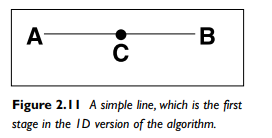 A B
C
Figure 2.11 A simple line, which is the first
stage in the 1D version of the algorithm.